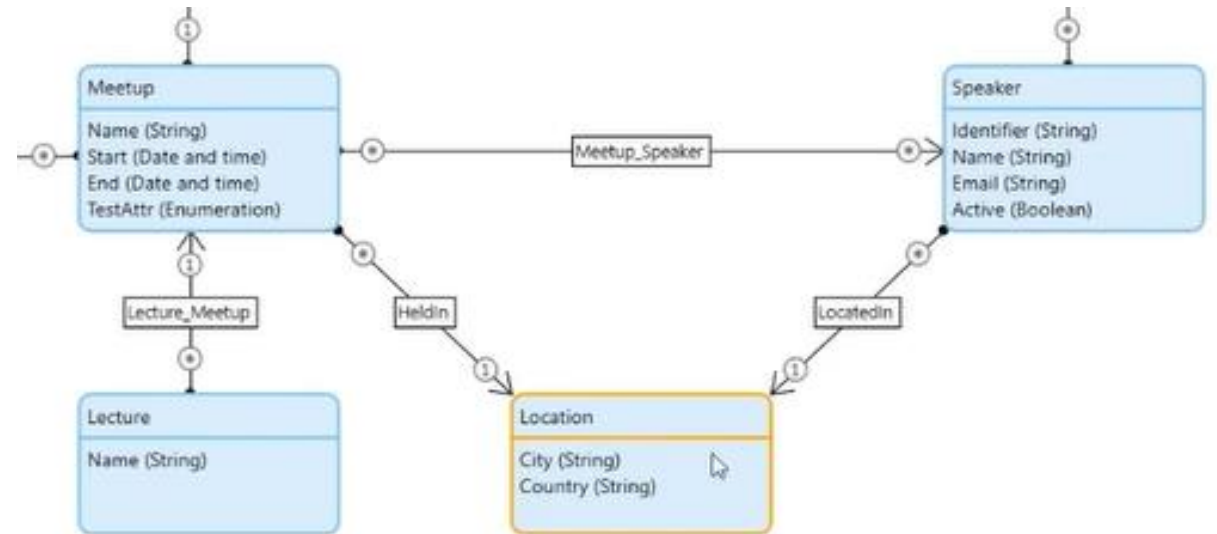 1
*
Meetup
Name (String)
Start (Date and time)
End (Date and time)
TestAttr (Enumeration)
*
*
Meetup_Speaker
*
Speaker
Identifier (String)
Name (String)
Email (String)
Active (Boolean)
1
Lecture_Meetup
*
*
HeldIn
1
*
LocatedIn
1
Lecture
Name (String)
Location
City (String)
Country (String)